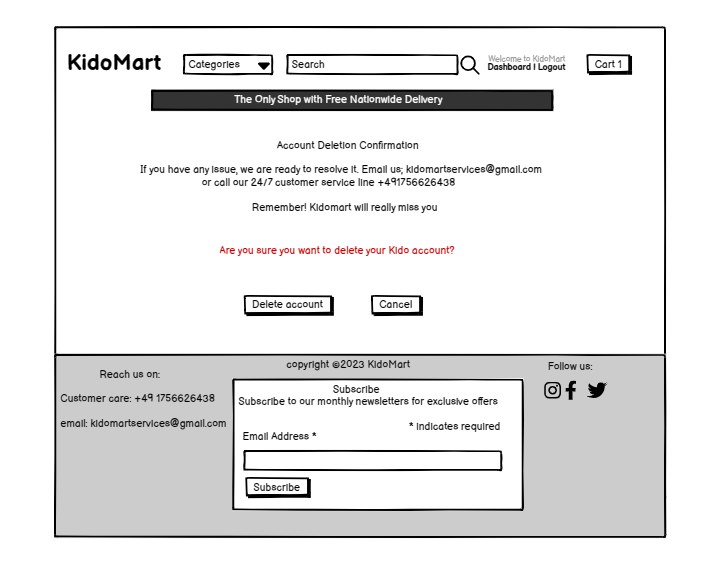 KidoMart
Categories
Search
Welcome to KidoMart
Dashboard | Logout
Cart 1
The Only Shop with Free Nationwide Delivery
Account Deletion Confirmation
If you have any issue, we are ready to resolve it. Email us; kidomartservices@gmail.com
or call our 24/7 customer service line +491756626438
Remember! Kidomart will really miss you
Are you sure you want to delete your Kido account?
Delete account
Cancel
copyright @2023 KidoMart
Reach us on:
Customer care: +49 1756626438
email: kidomartservices@gmail.com
Subscribe
Subscribe to our monthly newsletters for exclusive offers
* indicates required
Email Address *
Subscribe
Follow us: